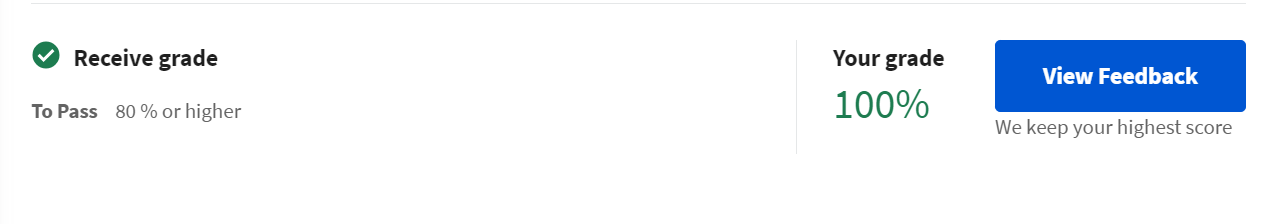 Receive grade
To Pass 80 % or higher
Your grade
100%
View Feedback
We keep your highest score